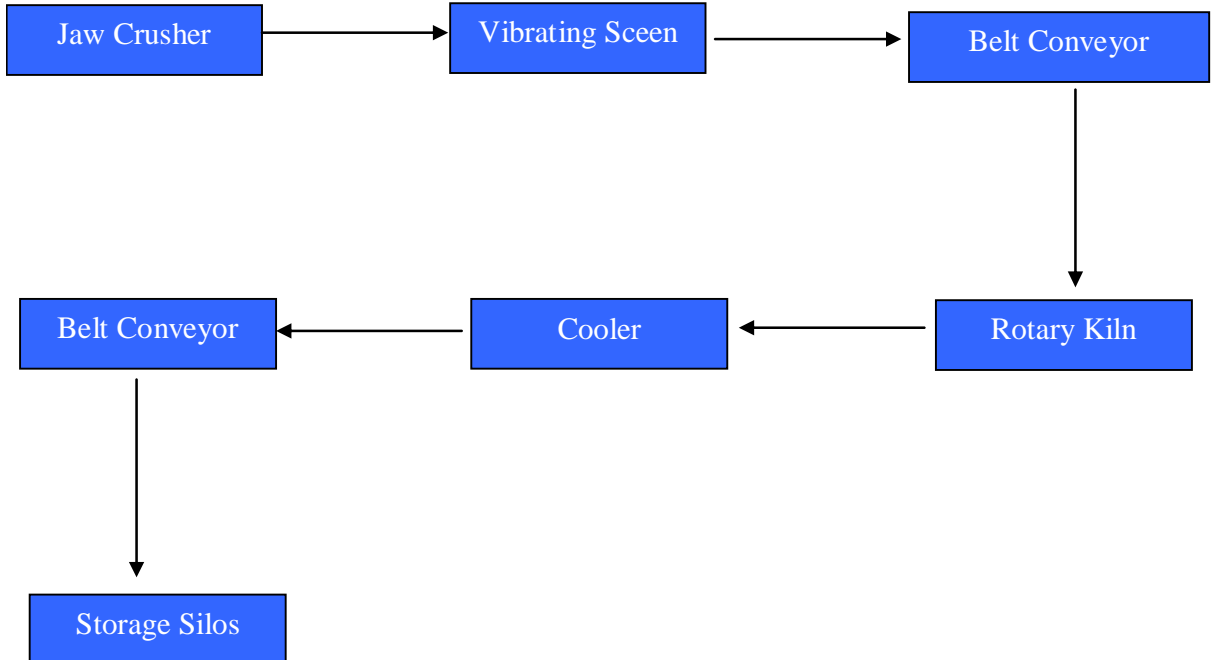 Jaw Crusher
Vibrating Sceen
Belt Conveyor
Rotary Kiln
Cooler
Belt Conveyor
Storage Silos